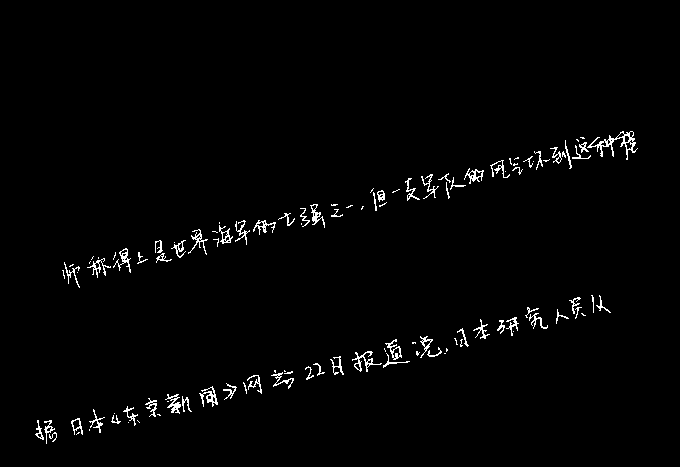 师称得上是世界海军的七强之一,但一支军队的风气坏到这种程
据日本《东京新闻》网站22日报道说,日本研究人员从